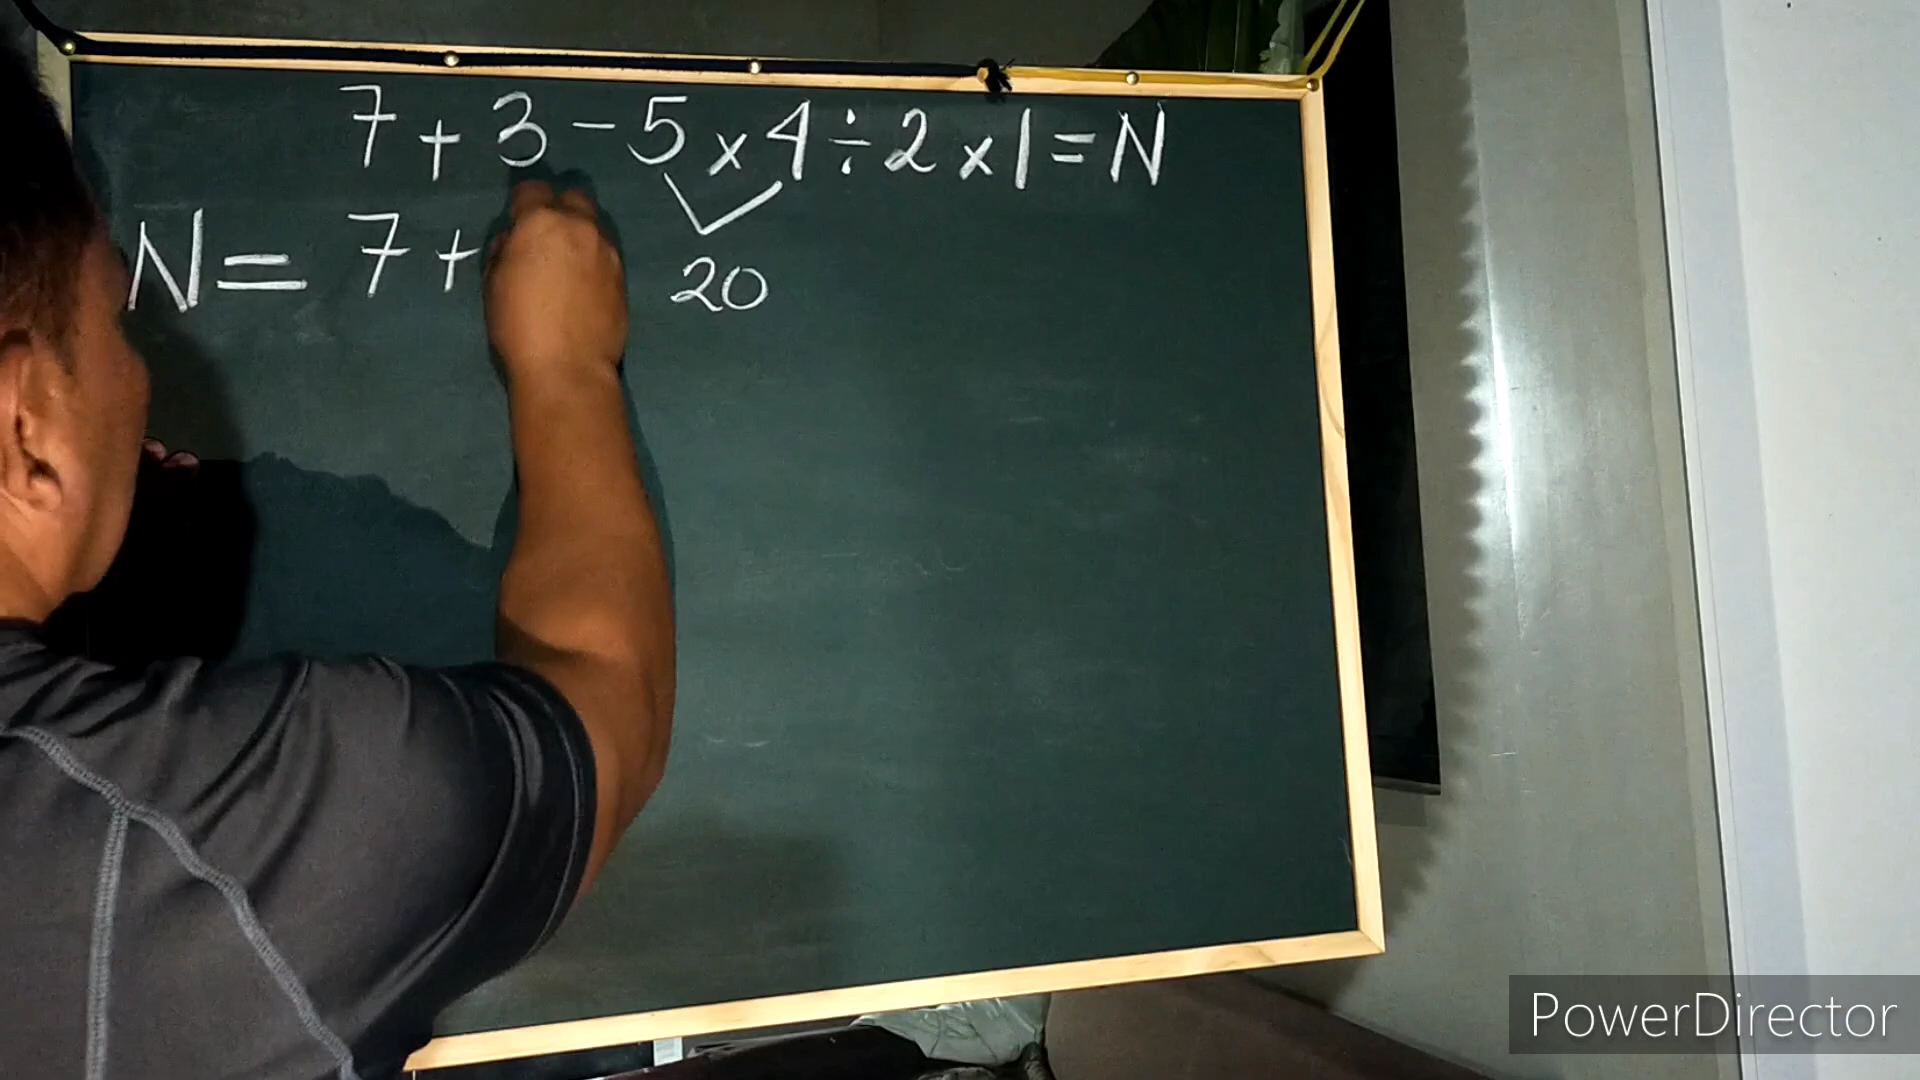 7 + 3 - 5 x 4 ÷ 2 x 1 = N
N = 7 +
20
PowerDirector